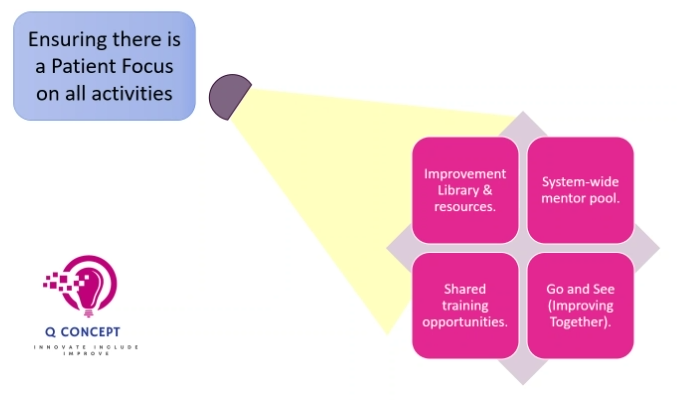 Ensuring there is
a Patient Focus
on all activities
Improvement
Library &
resources.
System-wide
mentor pool.
Shared
training
opportunities.
Go and See
(Improving
Together).
Q CONCEPT
INNOVATE INCLUDE
IMPROVE